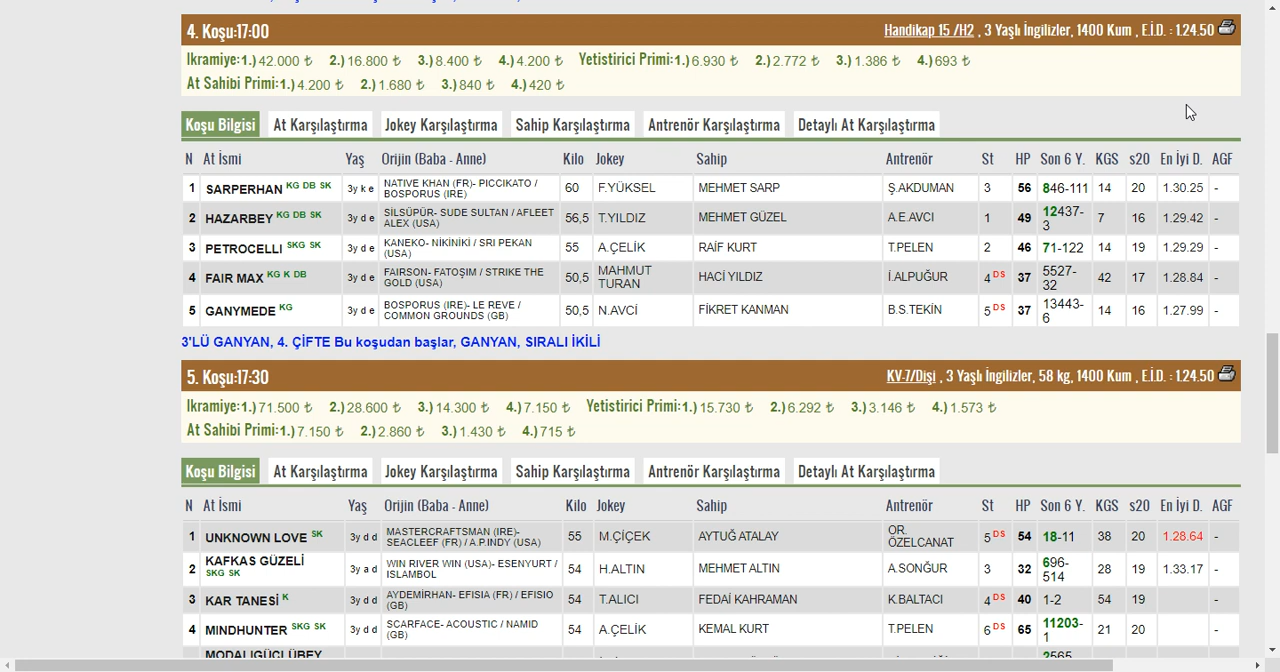 4. Koşu:17:00 Handikap 15 /H2 , 3 Yaşlı İngilizler, 1400 Kum , E.İ.D. : 1.24.50
İkramiye:1.) 42.000 ₺ 2.) 16.800 ₺ 3.) 8.400 ₺ 4.) 4.200 ₺ Yetistirici Primi:1.) 6.930 ₺ 2.) 2.772 ₺ 3.) 1.386 ₺ 4.) 693 ₺
At Sahibi Primi:1.) 4.200 ₺ 2.) 1.680 ₺ 3.) 840 ₺ 4.) 420 ₺
Koşu Bilgisi At Karşılaştırma Jokey Karşılaştırma Sahip Karşılaştırma Antrenör Karşılaştırma Detaylı At Karşılaştırma
N At İsmi Yaş Orijin (Baba - Anne) Kilo Jokey Sahip Antrenör St HP Son 6 Y. KGS s20 En İyi D. AGF
1 SARPERHAN KG DB SK 3y k e NATIVE KHAN (FR)- PICCIKATO / BOSPORUS (IRE) 60 F.YÜKSEL MEHMET SARP Ş.AKDUMAN 3 56 846-111 14 20 1.30.25 -
2 HAZARBEY KG DB SK 3y d e SİLSÜPÜR- SUDE SULTAN / AFLEET ALEX (USA) 56,5 T.YILDIZ MEHMET GÜZEL A.E.AVCI 1 49 12437-3 7 16 1.29.42 -
3 PETROCELLI SKG SK 3y d e KANEKO- NİKİNİKİ / SRI PEKAN (USA) 55 A.ÇELİK RAİF KURT T.PELEN 2 46 71-122 14 19 1.29.29 -
4 FAIR MAX KG K DB 3y d e FAIRSON- FATOŞIM / STRIKE THE GOLD (USA) 50,5 MAHMUT TURAN HACİ YILDIZ İ.ALPUĞUR 4 DS 37 5527-32 42 17 1.28.84 -
5 GANYMEDE KG 3y d e BOSPORUS (IRE)- LE REVE / COMMON GROUNDS (GB) 50,5 N.AVCİ FİKRET KANMAN B.S.TEKİN 5 DS 37 13443-6 14 16 1.27.99 -
3'LÜ GANYAN, 4. ÇİFTE Bu koşudan başlar, GANYAN, SIRALI İKİLİ
5. Koşu:17:30 KV-7/Dişi , 3 Yaşlı İngilizler, 58 kg, 1400 Kum , E.İ.D. : 1.24.50
İkramiye:1.) 71.500 ₺ 2.) 28.600 ₺ 3.) 14.300 ₺ 4.) 7.150 ₺ Yetistirici Primi:1.) 15.730 ₺ 2.) 6.292 ₺ 3.) 3.146 ₺ 4.) 1.573 ₺
At Sahibi Primi:1.) 7.150 ₺ 2.) 2.860 ₺ 3.) 1.430 ₺ 4.) 715 ₺
Koşu Bilgisi At Karşılaştırma Jokey Karşılaştırma Sahip Karşılaştırma Antrenör Karşılaştırma Detaylı At Karşılaştırma
N At İsmi Yaş Orijin (Baba - Anne) Kilo Jokey Sahip Antrenör St HP Son 6 Y. KGS s20 En İyi D. AGF
1 UNKNOWN LOVE SK 3y d d MASTERCRAFTSMAN (IRE)- SEACLEEF (FR) / A.P.INDY (USA) 55 M.ÇİÇEK AYTUĞ ATALAY OR. ÖZELCANAT 5 DS 54 18-11 38 20 1.28.64 -
2 KAFKAS GÜZELİ SKG SK 3y a d WIN RIVER WIN (USA)- ESENYURT / ISLAMBOL 54 H.ALTIN MEHMET ALTIN A.SONĞUR 3 32 696-514 28 19 1.33.17 -
3 KAR TANESİ K 3y d d AYDEMİRHAN- EFISIA (FR) / EFISIO (GB) 54 T.ALICI FEDAİ KAHRAMAN K.BALTACI 4 DS 40 1-2 54 19 -
4 MINDHUNTER SKG SK 3y d d SCARFACE- ACOUSTIC / NAMID (GB) 54 A.ÇELİK KEMAL KURT T.PELEN 6 DS 65 11203-1 21 20 -
MODALIGÜÇLÜBEY 2565